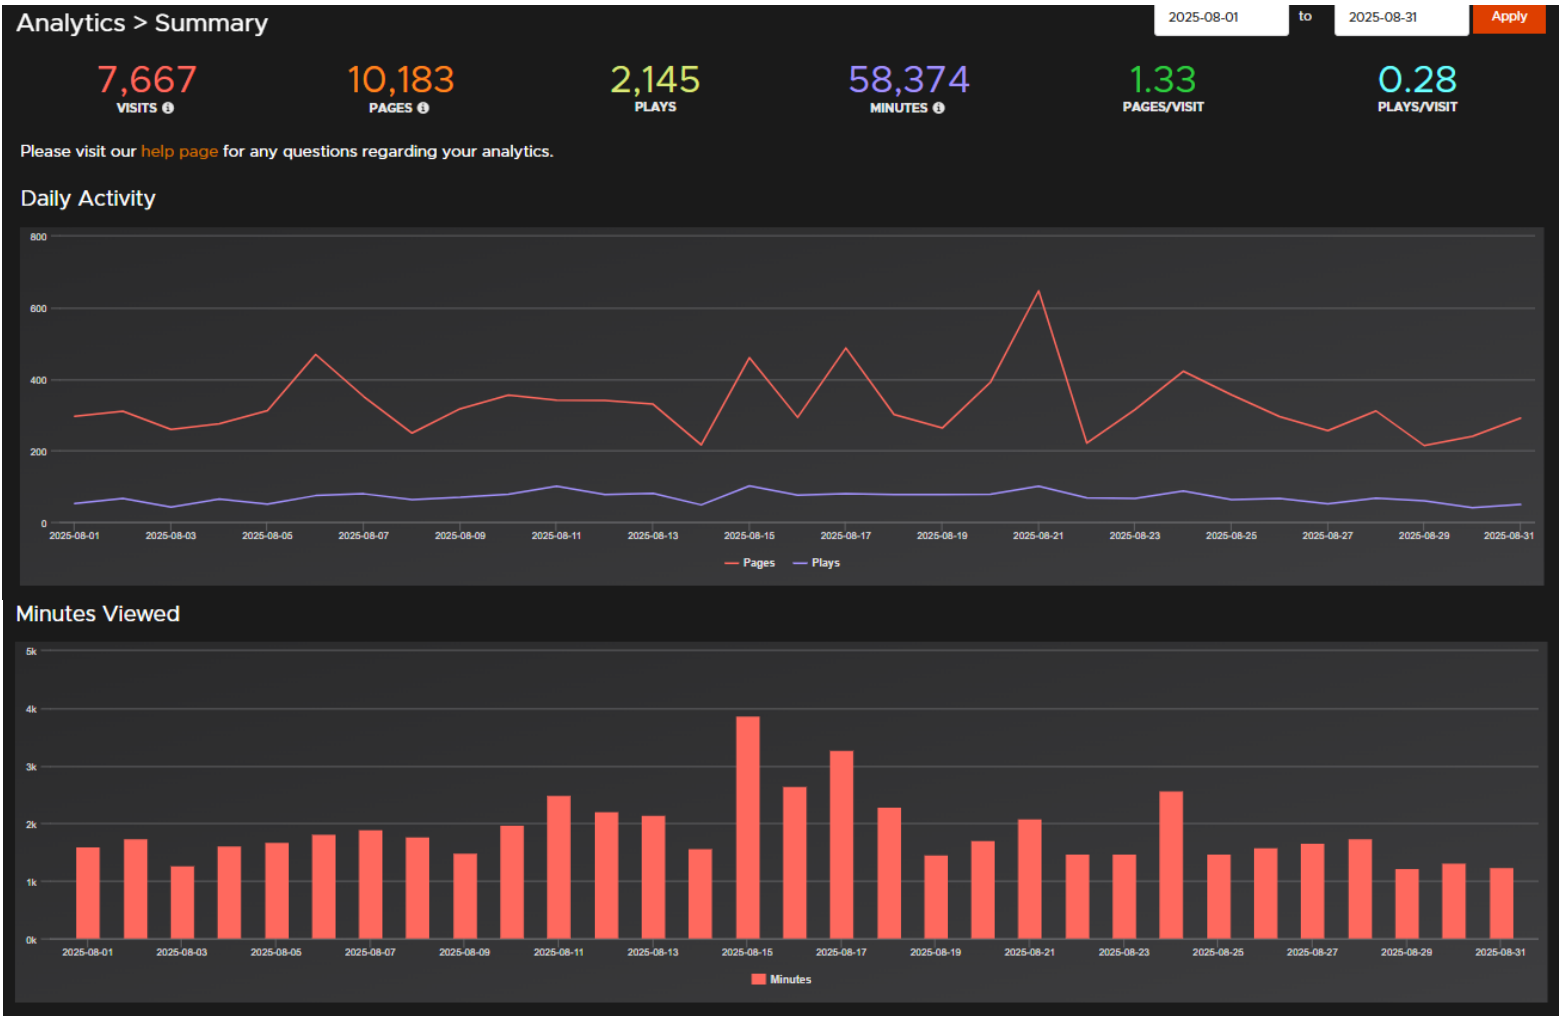 Analytics > Summary
2025-08-01 to 2025-08-31 Apply
7,667 10,183 2,145 58,374 1.33 0.28
VISITS PAGES PLAYS MINUTES PAGES/VISIT PLAYS/VISIT
Please visit our help page for any questions regarding your analytics.
Daily Activity
800
600
400
200
0
2025-08-01 2025-08-03 2025-08-05 2025-08-07 2025-08-09 2025-08-11 2025-08-13 2025-08-15 2025-08-17 2025-08-19 2025-08-21 2025-08-23 2025-08-25 2025-08-27 2025-08-29 2025-08-31
Pages Plays
Minutes Viewed
5k
4k
3k
2k
1k
0k
2025-08-01 2025-08-03 2025-08-05 2025-08-07 2025-08-09 2025-08-11 2025-08-13 2025-08-15 2025-08-17 2025-08-19 2025-08-21 2025-08-23 2025-08-25 2025-08-27 2025-08-29 2025-08-31
Minutes